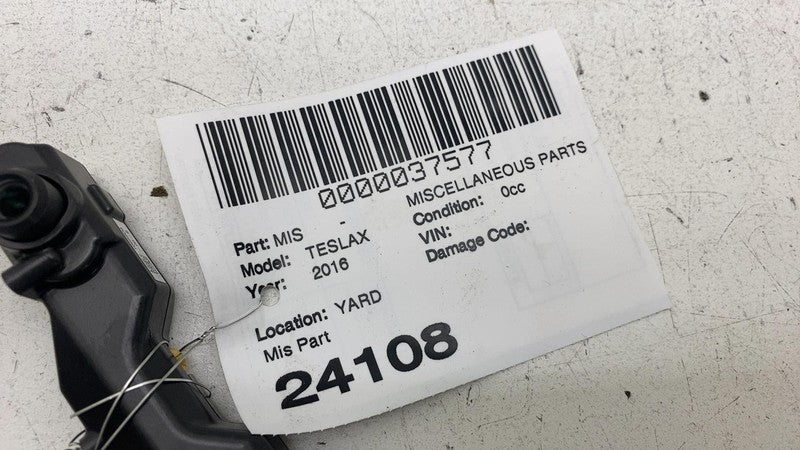 0000037577
Part: MIS - MISCELLANEOUS PARTS
Model: TESLAX Condition: 0cc
Year: 2016 VIN:
Damage Code:
Location: YARD
Mis Part
24108